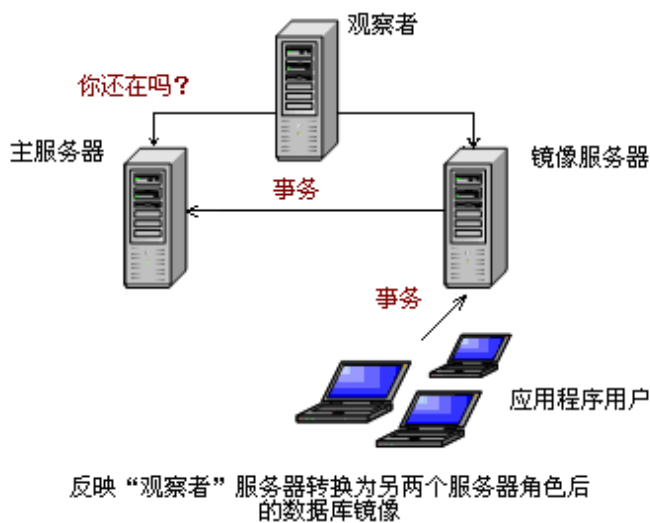 观察者
你还在吗?
主服务器
镜像服务器
事务
事务
应用程序用户
反映“观察者”服务器转换为另两个服务器角色后
的数据库镜像